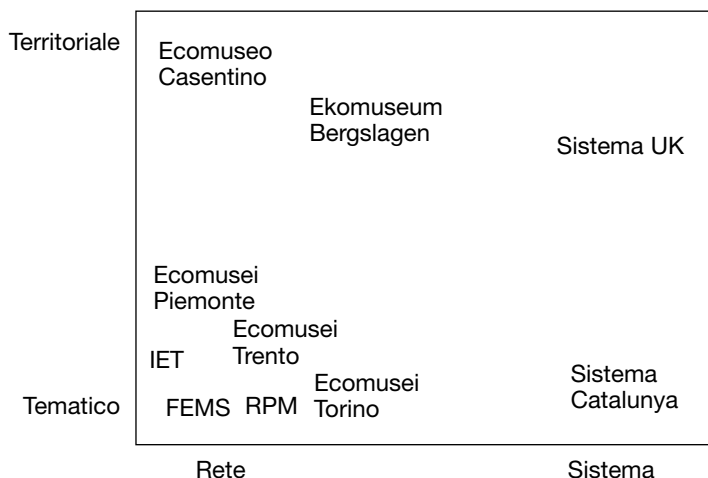 Territoriale
Ecomuseo
Casentino
Ekomuseum
Bergslagen
Sistema UK
Ecomusei
Piemonte
Ecomusei
Trento
IET
Ecomusei
Torino
Sistema
Catalunya
Tematico
FEMS
RPM
Rete
Sistema